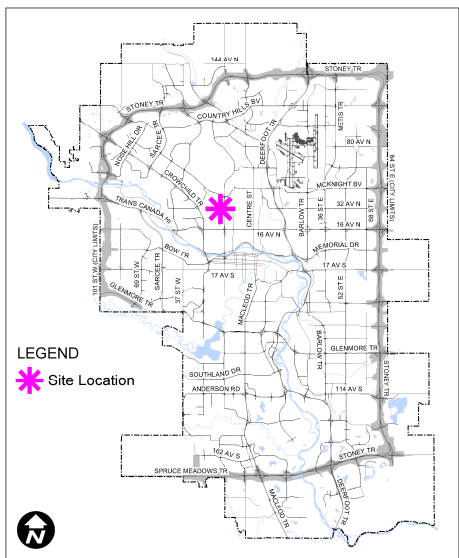 144 AV N
STONEY TR
STONEY TR
COUNTRY HILLS BV
METIS TR
SARCEE TR
NOSE HILL DR
DEERFOOT TR
80 AV N
CROWCHILD TR
MCKNIGHT BV
84 ST E (CITY LIMITS)
TRANS CANADA HI
CENTRE ST
BARLOW TR
36 ST E
32 AV N
68 ST E
16 AV N
16 AV N
MEMORIAL DR
BOW TR
101 ST W (CITY LIMITS)
69 ST W
SARCEE TR
37 ST W
17 AV S
17 AV S
GLENMORE TR
MACLEOD TR
52 ST E
BARLOW TR
GLENMORE TR
LEGEND
Site Location
SOUTHLAND DR
ANDERSON RD
114 AV S
STONEY TR
162 AV S
STONEY TR
SPRUCE MEADOWS TR
MACLEOD TR
DEERFOOT TR
N